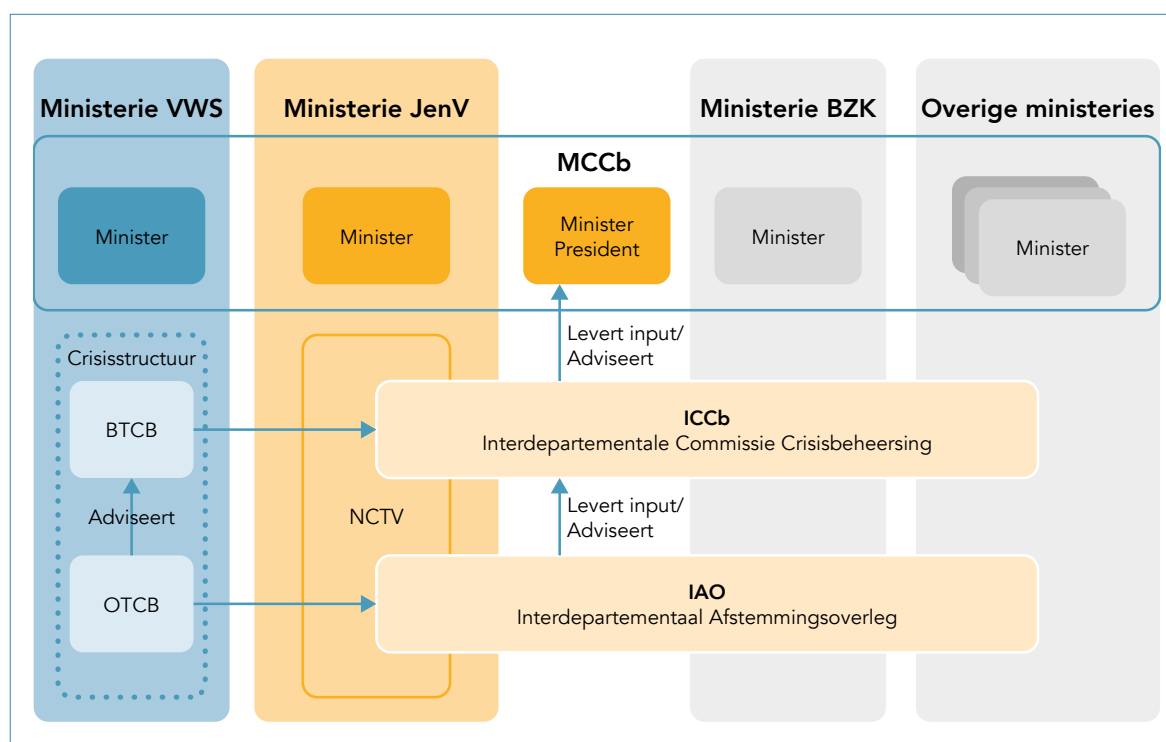 Ministerie VWS
Ministerie JenV
Ministerie BZK
Overige ministeries
MCCb
Minister
Minister
Minister
President
Minister
Minister
Levert input/
Adviseert
Crisisstructuur
BTCB
ICCb
Interdepartementale Commissie Crisisbeheersing
Adviseert
NCTV
Levert input/
Adviseert
OTCB
IAO
Interdepartementaal Afstemmingsoverleg